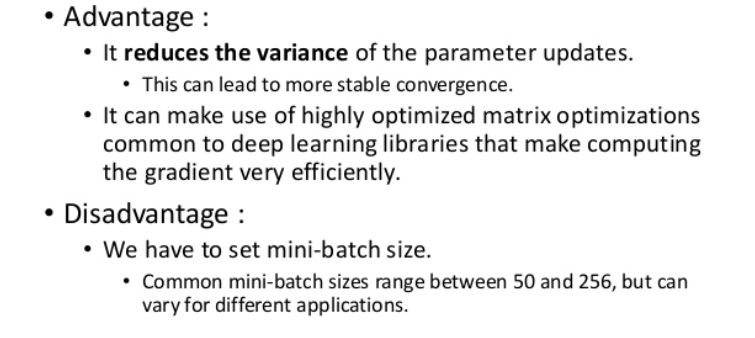 • Advantage :
• It reduces the variance of the parameter updates.
• This can lead to more stable convergence.
• It can make use of highly optimized matrix optimizations
common to deep learning libraries that make computing
the gradient very efficiently.
• Disadvantage :
• We have to set mini-batch size.
• Common mini-batch sizes range between 50 and 256, but can
vary for different applications.